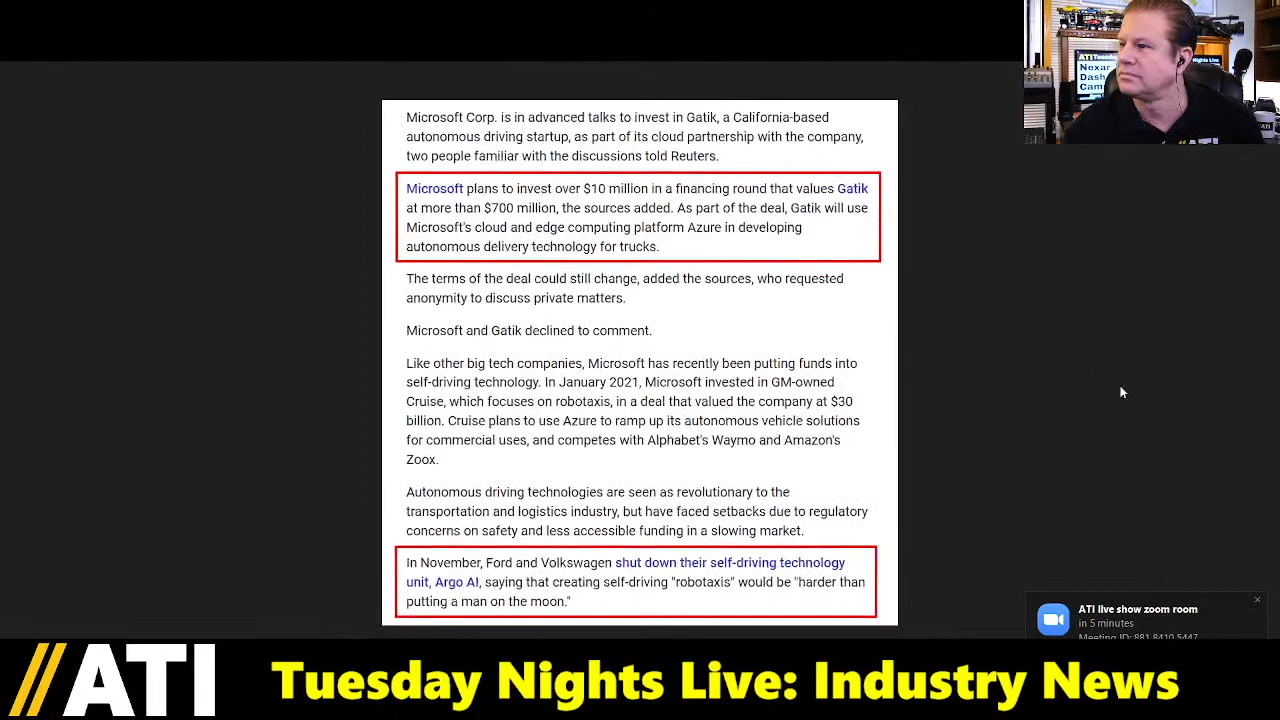 Microsoft Corp. is in advanced talks to invest in Gatik, a California-based
autonomous driving startup, as part of its cloud partnership with the company,
two people familiar with the discussions told Reuters.
Microsoft plans to invest over $10 million in a financing round that values Gatik
at more than $700 million, the sources added. As part of the deal, Gatik will use
Microsoft's cloud and edge computing platform Azure in developing
autonomous delivery technology for trucks.
The terms of the deal could still change, added the sources, who requested
anonymity to discuss private matters.
Microsoft and Gatik declined to comment.
Like other big tech companies, Microsoft has recently been putting funds into
self-driving technology. In January 2021, Microsoft invested in GM-owned
Cruise, which focuses on robotaxis, in a deal that valued the company at $30
billion. Cruise plans to use Azure to ramp up its autonomous vehicle solutions
for commercial uses, and competes with Alphabet's Waymo and Amazon's
Zoox.
Autonomous driving technologies are seen as revolutionary to the
transportation and logistics industry, but have faced setbacks due to regulatory
concerns on safety and less accessible funding in a slowing market.
In November, Ford and Volkswagen shut down their self-driving technology
unit, Argo AI, saying that creating self-driving "robotaxis" would be "harder than
putting a man on the moon."
ATI
Nights Live
Nexar
Dash
Cam
ATI
ATI live show zoom room
in 5 minutes
Meeting ID: 881 8410 5447
//ATI
Tuesday Nights Live: Industry News